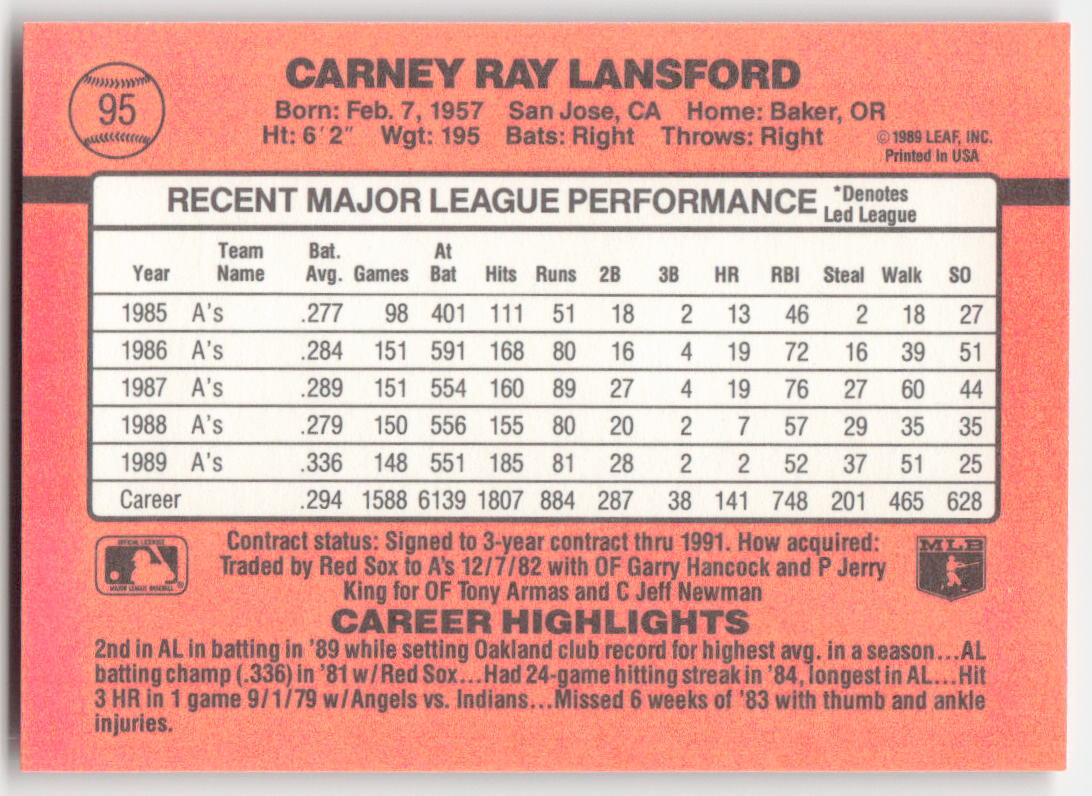 95
CARNEY RAY LANSFORD
Born: Feb. 7, 1957 San Jose, CA Home: Baker, OR
Ht: 6' 2" Wgt: 195 Bats: Right Throws: Right
© 1989 LEAF, INC.
Printed In USA
RECENT MAJOR LEAGUE PERFORMANCE *Denotes Led League
Year Team Name Bat. Avg. Games At Bat Hits Runs 2B 3B HR RBI Steal Walk SO
1985 A's .277 98 401 111 51 18 2 13 46 2 18 27
1986 A's .284 151 591 168 80 16 4 19 72 16 39 51
1987 A's .289 151 554 160 89 27 4 19 76 27 60 44
1988 A's .279 150 556 155 80 20 2 7 57 29 35 35
1989 A's .336 148 551 185 81 28 2 2 52 37 51 25
Career .294 1588 6139 1807 884 287 38 141 748 201 465 628
OFFICIAL LICENSEE
MAJOR LEAGUE BASEBALL
®
Contract status: Signed to 3-year contract thru 1991. How acquired:
Traded by Red Sox to A's 12/7/82 with OF Garry Hancock and P Jerry
King for OF Tony Armas and C Jeff Newman
MLB
CAREER HIGHLIGHTS
2nd in AL in batting in '89 while setting Oakland club record for highest avg. in a season...AL
batting champ (.336) in '81 w/Red Sox...Had 24-game hitting streak in '84, longest in AL...Hit
3 HR in 1 game 9/1/79 w/Angels vs. Indians...Missed 6 weeks of '83 with thumb and ankle
injuries.